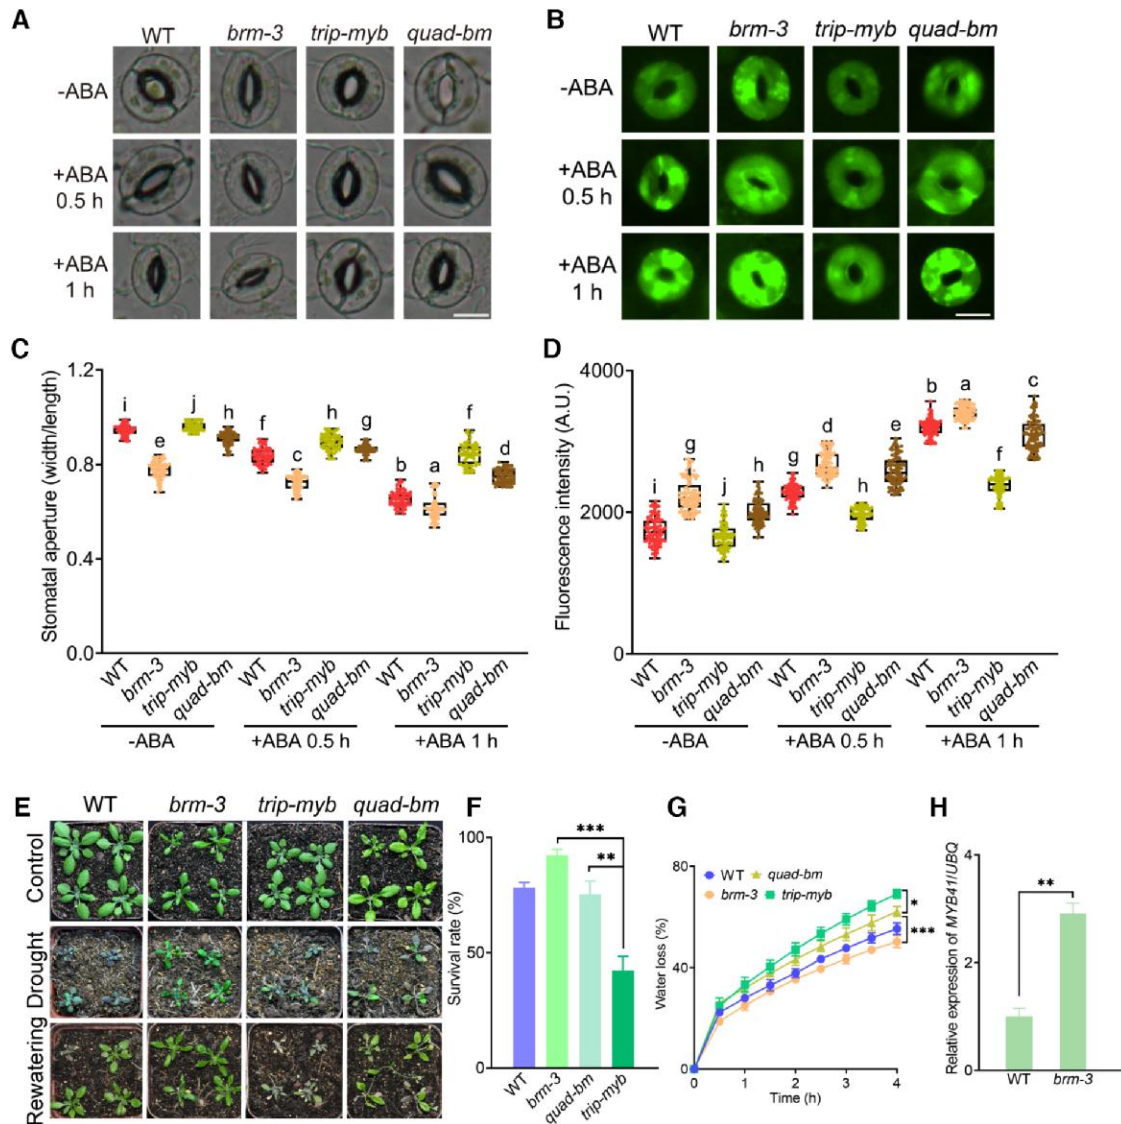 A
WT brm-3 trip-myb quad-bm
-ABA
+ABA
0.5 h
+ABA
1 h
B
WT brm-3 trip-myb quad-bm
-ABA
+ABA
0.5 h
+ABA
1 h
C
Stomatal aperture (width/length)
1.2
0.8
0.4
0.0
i e j h f c h g b a f d
WT brm-3 trip-myb quad-bm WT brm-3 trip-myb quad-bm WT brm-3 trip-myb quad-bm
-ABA +ABA 0.5 h +ABA 1 h
D
Fluorescence intensity (A.U.)
4000
2000
0
i g j h g d h e b a f c
WT brm-3 trip-myb quad-bm WT brm-3 trip-myb quad-bm WT brm-3 trip-myb quad-bm
-ABA +ABA 0.5 h +ABA 1 h
E
WT brm-3 trip-myb quad-bm
Control
Drought
Rewatering
F
Survival rate (%)
100
50
0
***
**
WT brm-3 quad-bm trip-myb
G
Water loss (%)
80
40
0
WT quad-bm
brm-3 trip-myb
*
***
0 1 2 3 4
Time (h)
H
Relative expression of MYB41/UBQ
4
2
0
**
WT brm-3